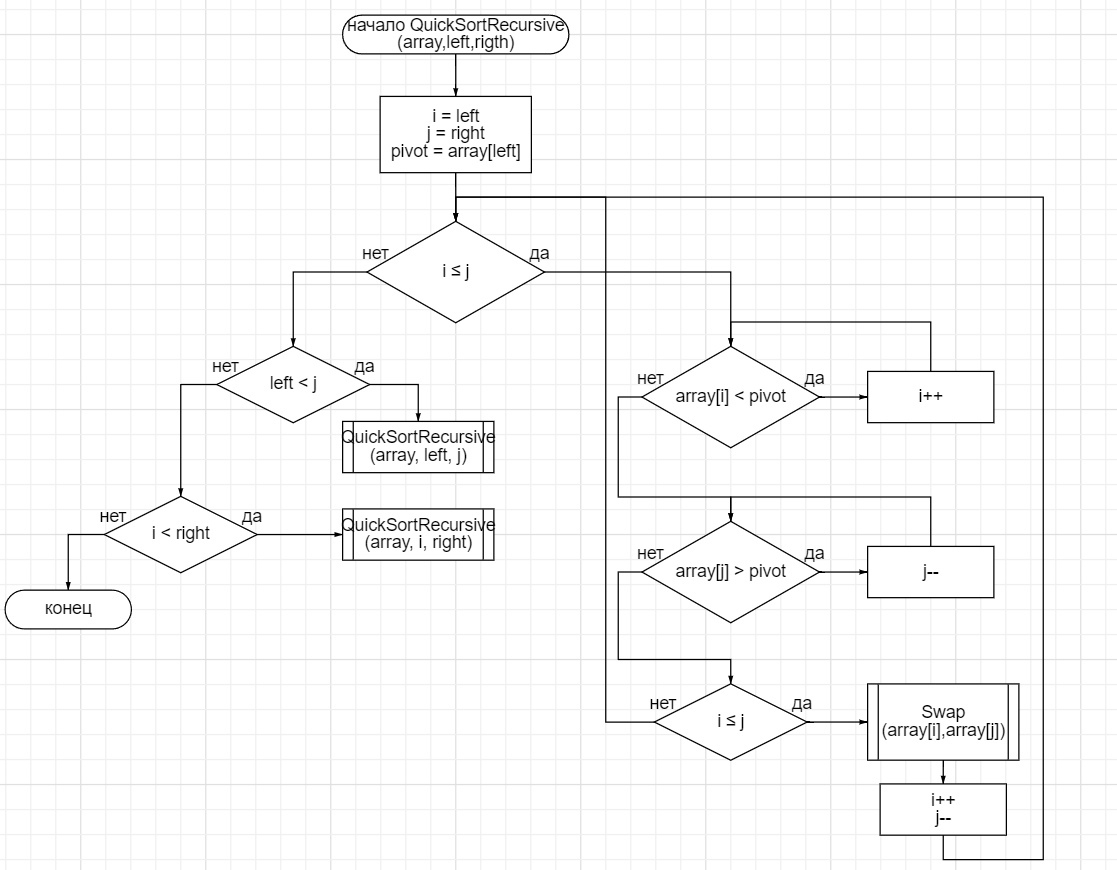 начало QuickSortRecursive
(array,left,rigth)
i = left
j = right
pivot = array[left]
нет
да
i ≤ j
нет
да
left < j
QuickSortRecursive
(array, left, j)
нет
да
i < right
QuickSortRecursive
(array, i, right)
конец
нет
да
array[i] < pivot
i++
нет
да
array[j] > pivot
j--
нет
да
i ≤ j
Swap
(array[i],array[j])
i++
j--